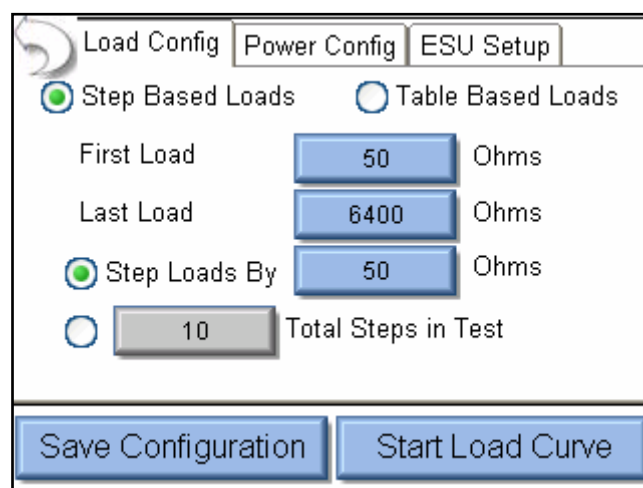 Load Config Power Config ESU Setup
Step Based Loads Table Based Loads
First Load 50 Ohms
Last Load 6400 Ohms
Step Loads By 50 Ohms
10 Total Steps in Test
Save Configuration Start Load Curve